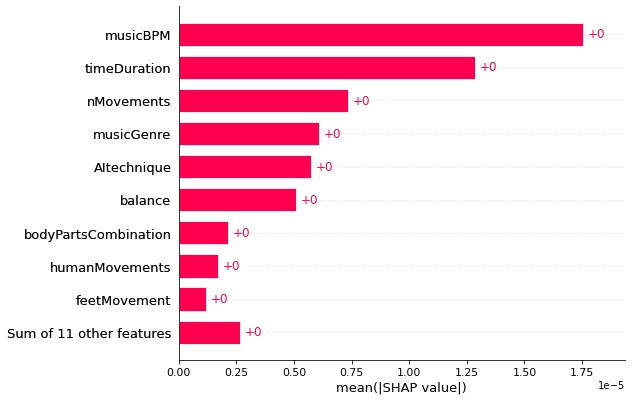 musicBPM +0
timeDuration +0
nMovements +0
musicGenre +0
AItechnique +0
balance +0
bodyPartsCombination +0
humanMovements +0
feetMovement +0
Sum of 11 other features +0
0.00 0.25 0.50 0.75 1.00 1.25 1.50 1.75
1e−5
mean(|SHAP value|)